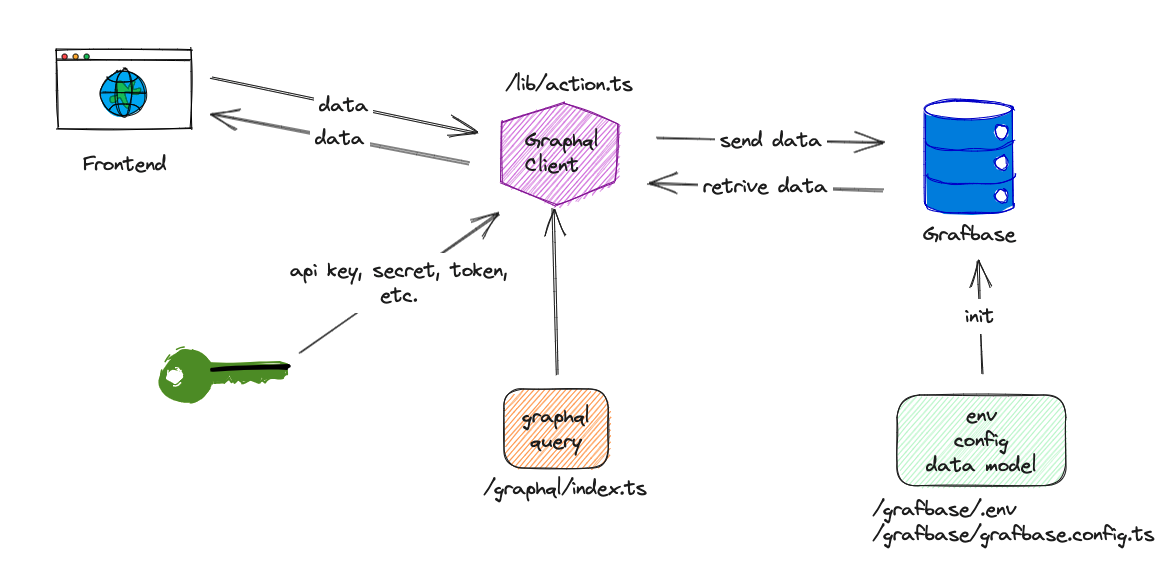 /lib/action.ts
data
Graphql
Client
send data
data
Frontend
retrive data
Grafbase
api key, secret, token,
etc.
init
graphql
query
env
config
data model
/graphql/index.ts
/grafbase/.env
/grafbase/grafbase.config.ts